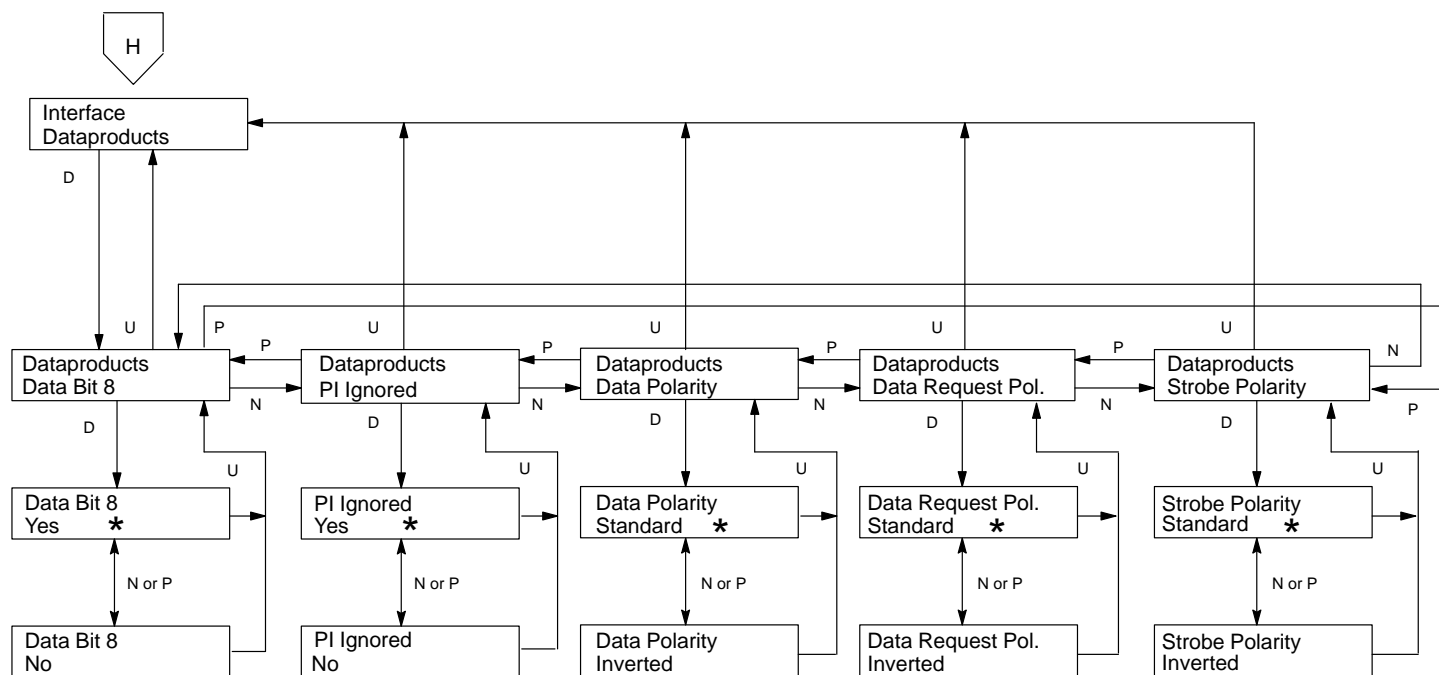 H
Interface
Dataproducts
D
U
P
U
U
U
U
P
P
P
P
N
Dataproducts
Data Bit 8
Dataproducts
PI Ignored
Dataproducts
Data Polarity
Dataproducts
Data Request Pol.
Dataproducts
Strobe Polarity
N
N
N
N
P
D
D
D
D
D
U
U
U
U
U
Data Bit 8
Yes *
PI Ignored
Yes *
Data Polarity
Standard *
Data Request Pol.
Standard *
Strobe Polarity
Standard *
N or P
N or P
N or P
N or P
N or P
Data Bit 8
No
PI Ignored
No
Data Polarity
Inverted
Data Request Pol.
Inverted
Strobe Polarity
Inverted